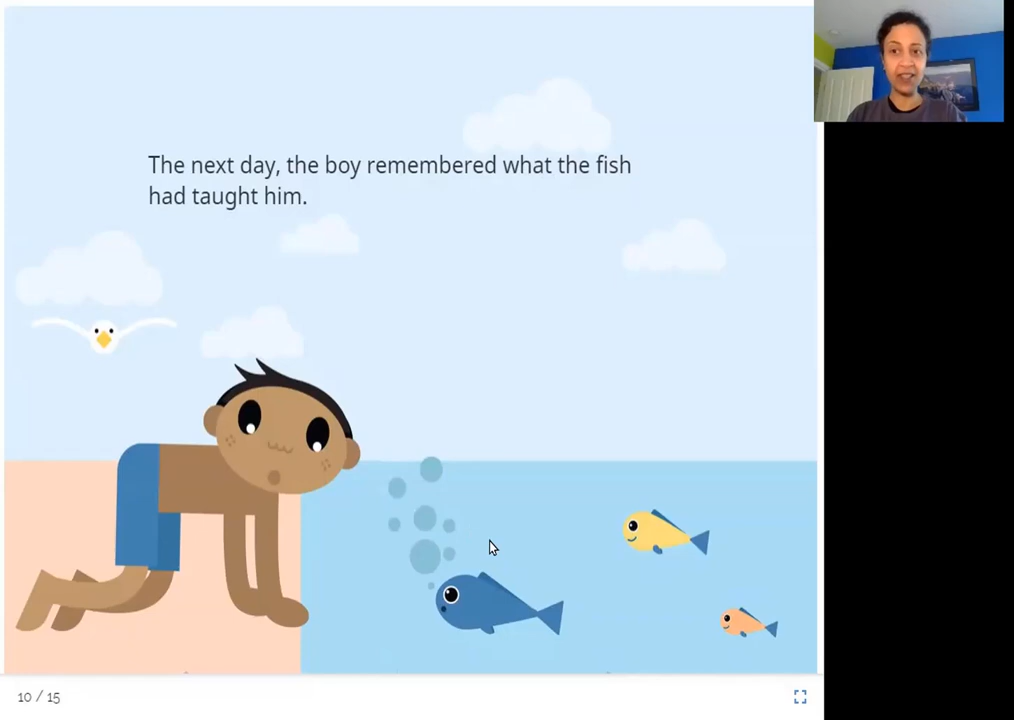 The next day, the boy remembered what the fish
had taught him.
10 / 15